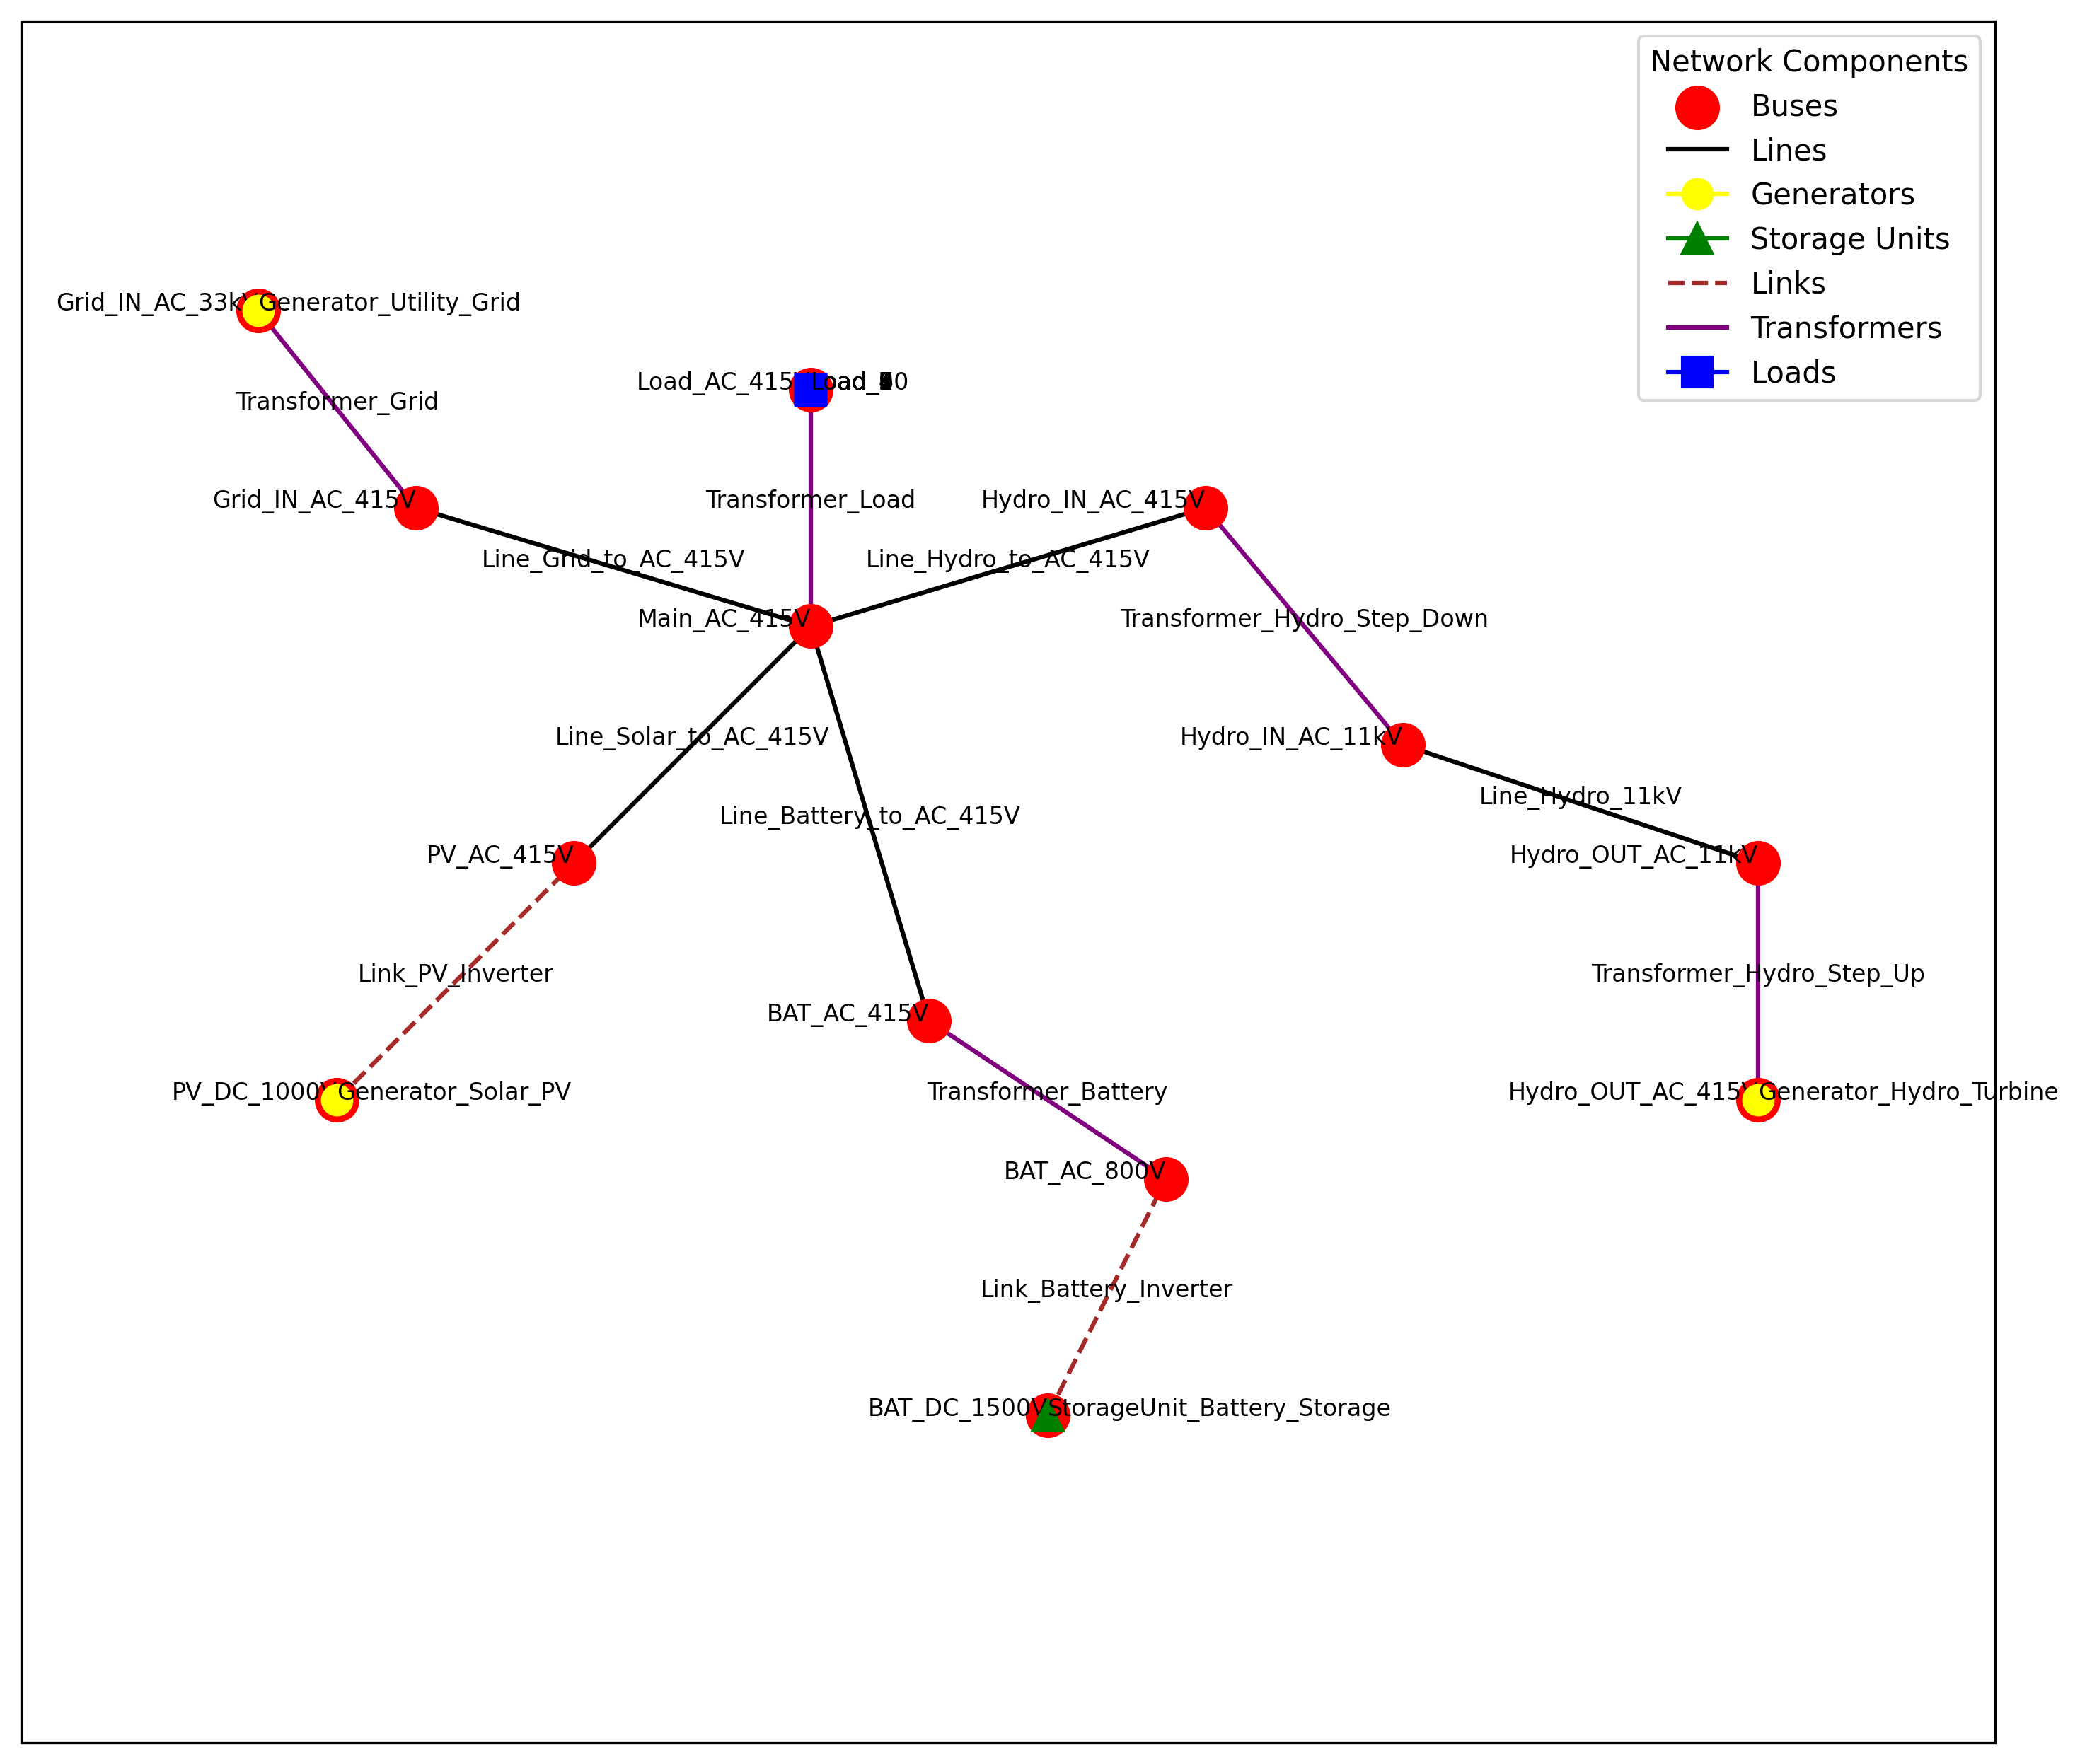 Network Components
Buses
Lines
Generators
Storage Units
Links
Transformers
Loads
Grid_IN_AC_33kV
Generator_Utility_Grid
Load_AC_415V
Transformer_Grid
Grid_IN_AC_415V
Transformer_Load
Hydro_IN_AC_415V
Line_Grid_to_AC_415V
Line_Hydro_to_AC_415V
Main_AC_415V
Transformer_Hydro_Step_Down
Line_Solar_to_AC_415V
Hydro_IN_AC_11kV
Line_Hydro_11kV
Line_Battery_to_AC_415V
PV_AC_415V
Hydro_OUT_AC_11kV
Link_PV_Inverter
Transformer_Hydro_Step_Up
BAT_AC_415V
PV_DC_1000V
Generator_Solar_PV
Transformer_Battery
Hydro_OUT_AC_415V
Generator_Hydro_Turbine
BAT_AC_800V
Link_Battery_Inverter
BAT_DC_1500V
StorageUnit_Battery_Storage